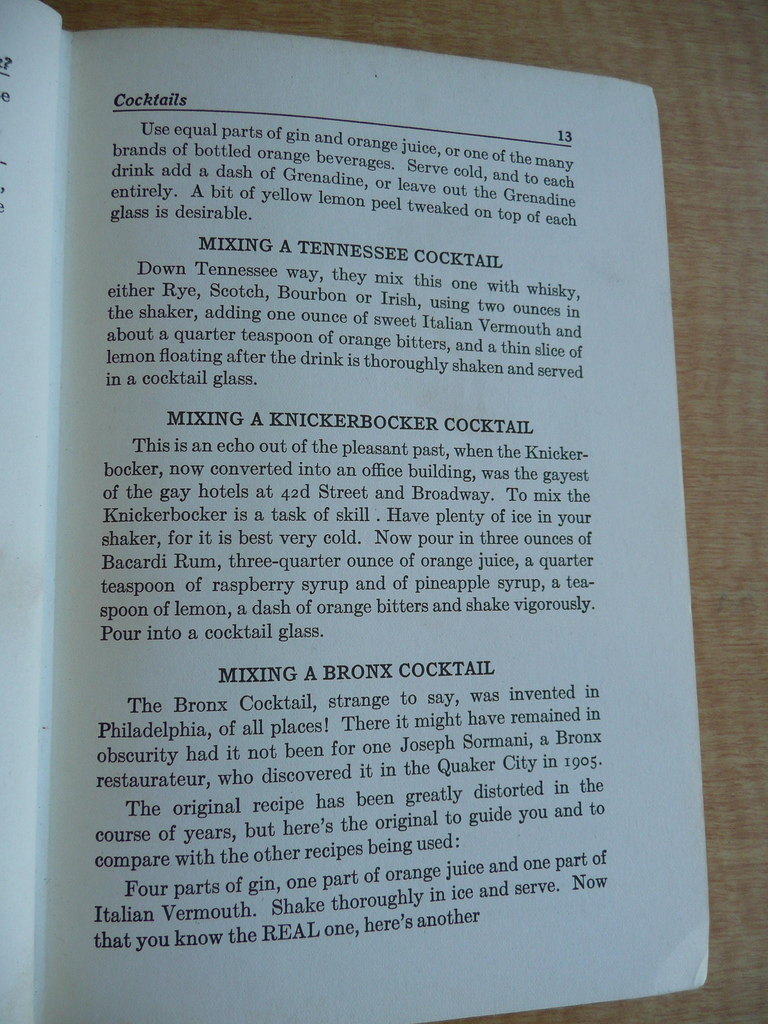 Cocktails 13
Use equal parts of gin and orange juice, or one of the many
brands of bottled orange beverages. Serve cold, and to each
drink add a dash of Grenadine, or leave out the Grenadine
entirely. A bit of yellow lemon peel tweaked on top of each
glass is desirable.
MIXING A TENNESSEE COCKTAIL
Down Tennessee way, they mix this one with whisky,
either Rye, Scotch, Bourbon or Irish, using two ounces in
the shaker, adding one ounce of sweet Italian Vermouth and
about a quarter teaspoon of orange bitters, and a thin slice of
lemon floating after the drink is thoroughly shaken and served
in a cocktail glass.
MIXING A KNICKERBOCKER COCKTAIL
This is an echo out of the pleasant past, when the Knicker-
bocker, now converted into an office building, was the gayest
of the gay hotels at 42d Street and Broadway. To mix the
Knickerbocker is a task of skill . Have plenty of ice in your
shaker, for it is best very cold. Now pour in three ounces of
Bacardi Rum, three-quarter ounce of orange juice, a quarter
teaspoon of raspberry syrup and of pineapple syrup, a tea-
spoon of lemon, a dash of orange bitters and shake vigorously.
Pour into a cocktail glass.
MIXING A BRONX COCKTAIL
The Bronx Cocktail, strange to say, was invented in
Philadelphia, of all places! There it might have remained in
obscurity had it not been for one Joseph Sormani, a Bronx
restaurateur, who discovered it in the Quaker City in 1905.
The original recipe has been greatly distorted in the
course of years, but here's the original to guide you and to
compare with the other recipes being used:
Four parts of gin, one part of orange juice and one part of
Italian Vermouth. Shake thoroughly in ice and serve. Now
that you know the REAL one, here's another